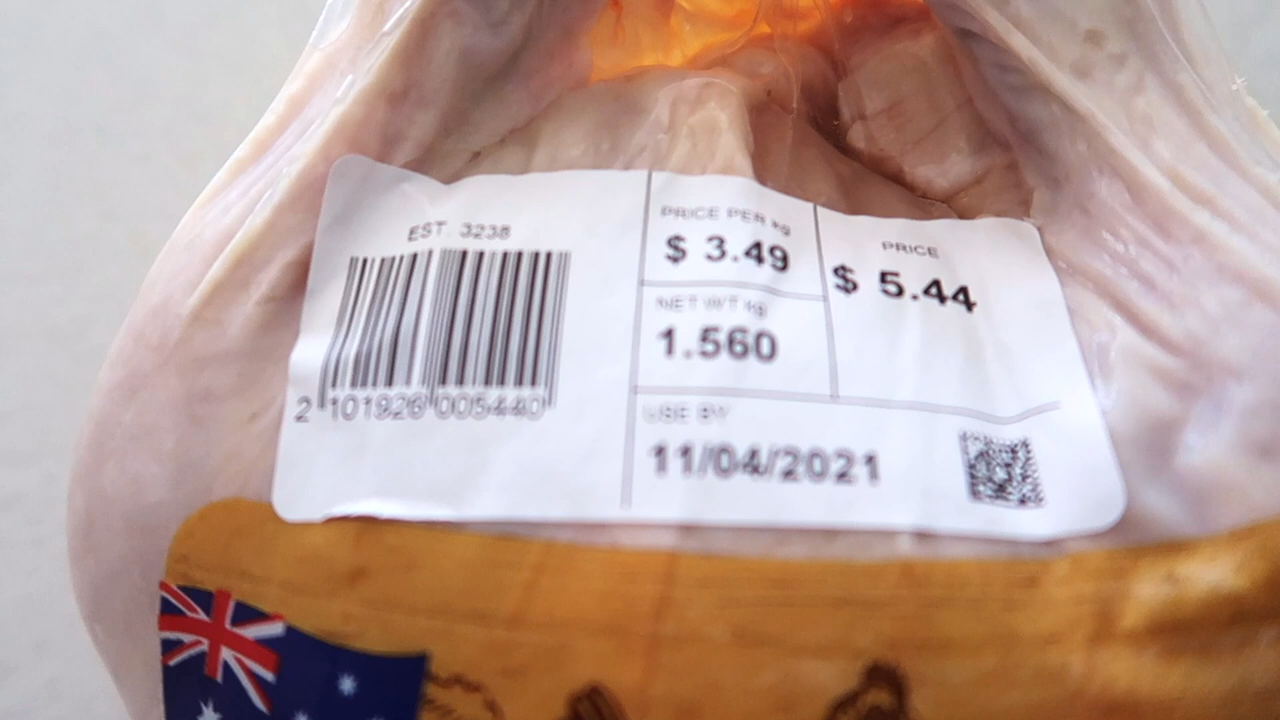 EST. 3238
2 101926 005440
PRICE PER kg
$ 3.49
NET WT kg
1.560
PRICE
$ 5.44
USE BY
11/04/2021